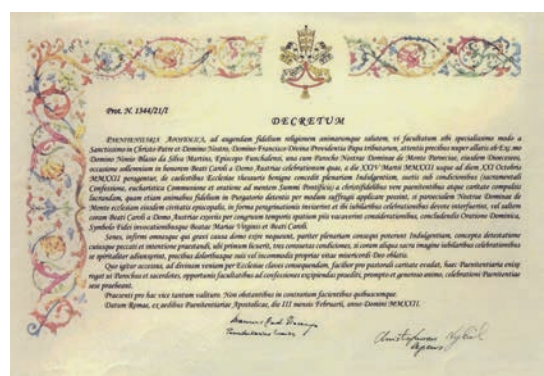 Prot. N. 1344/21/I
DECRETUM
PAENITENTIARIA APOSTOLICA, ad augendam fidelium religionem animarumque salutem, vi facultatum sibi specialissimo modo a
Sanctissimo in Christo Patre et Domino Nostro, Domino Francisco Divina Providentia Papa tributarum, attentis precibus nuper allatis ab Exc.mo
Domino Nonio Blasio da Silva Martins, Episcopo Funchalensi, una cum Parocho Nostrae Dominae de Monte Paroeciae, eiusdem Dioeceseos,
occasione sollemnium in honorem Beati Caroli a Domo Austriae celebrationum quae, a die XXIV Martii MMXXII usque ad diem XXI Octobris
MMXXII peragentur, de caelestibus Ecclesiae thesauris benigne concedit plenariam Indulgentiam, suetis sub condicionibus (sacramentali
Confessione, eucharistica Communione et oratione ad mentem Summi Pontificis) a christifidelibus vere paenitentibus atque caritate compulsis
lucrandam, quam etiam animabus fidelium in Purgatorio detentis per modum suffragii applicare possint, si paroecialem Nostrae Dominae de
Monte ecclesiam eiusdem civitatis episcopalis, in forma peregrinationis inviserint et ibi iubilaribus celebrationibus devote interfuerint, vel saltem
coram Beati Caroli a Domo Austriae exuviis per congruum temporis spatium piis vacaverint considerationibus, concludendis Oratione Dominica,
Symbolo Fidei invocationibusque Beatae Mariae Virginis et Beati Caroli.
Senes, infirmi omnesque qui gravi causa domo exire nequeunt, pariter plenariam consequi poterunt Indulgentiam, concepta detestatione
cuiusque peccati et intentione praestandi, ubi primum licuerit, tres consuetas condiciones, si coram aliqua sacra imagine iubilaribus celebrationibus
se spiritaliter adiunxerint, precibus doloribusque suis vel incommodis propriae vitae misericordi Deo oblatis.
Quo igitur accessus, ad divinam veniam per Ecclesiae claves consequendam, facilior pro pastorali caritate evadat, haec Paenitentiaria enixe
rogat ut Parochus et sacerdotes, opportunis facultatibus ad confessiones excipiendas praediti, prompto et generoso animo, celebrationi Paenitentiae
sese praebeant.
Praesenti pro hac vice tantum valituro. Non obstantibus in contrarium facientibus quibuscumque.
Datum Romae, ex aedibus Paenitentiariae Apostolicae, die III mensis Februarii, anno Domini MMXXII.